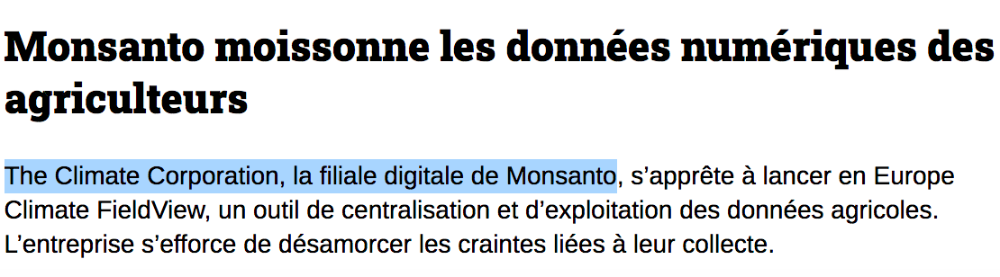 Monsanto moissonne les données numériques des
agriculteurs
The Climate Corporation, la filiale digitale de Monsanto, s’apprête à lancer en Europe
Climate FieldView, un outil de centralisation et d’exploitation des données agricoles.
L’entreprise s’efforce de désamorcer les craintes liées à leur collecte.